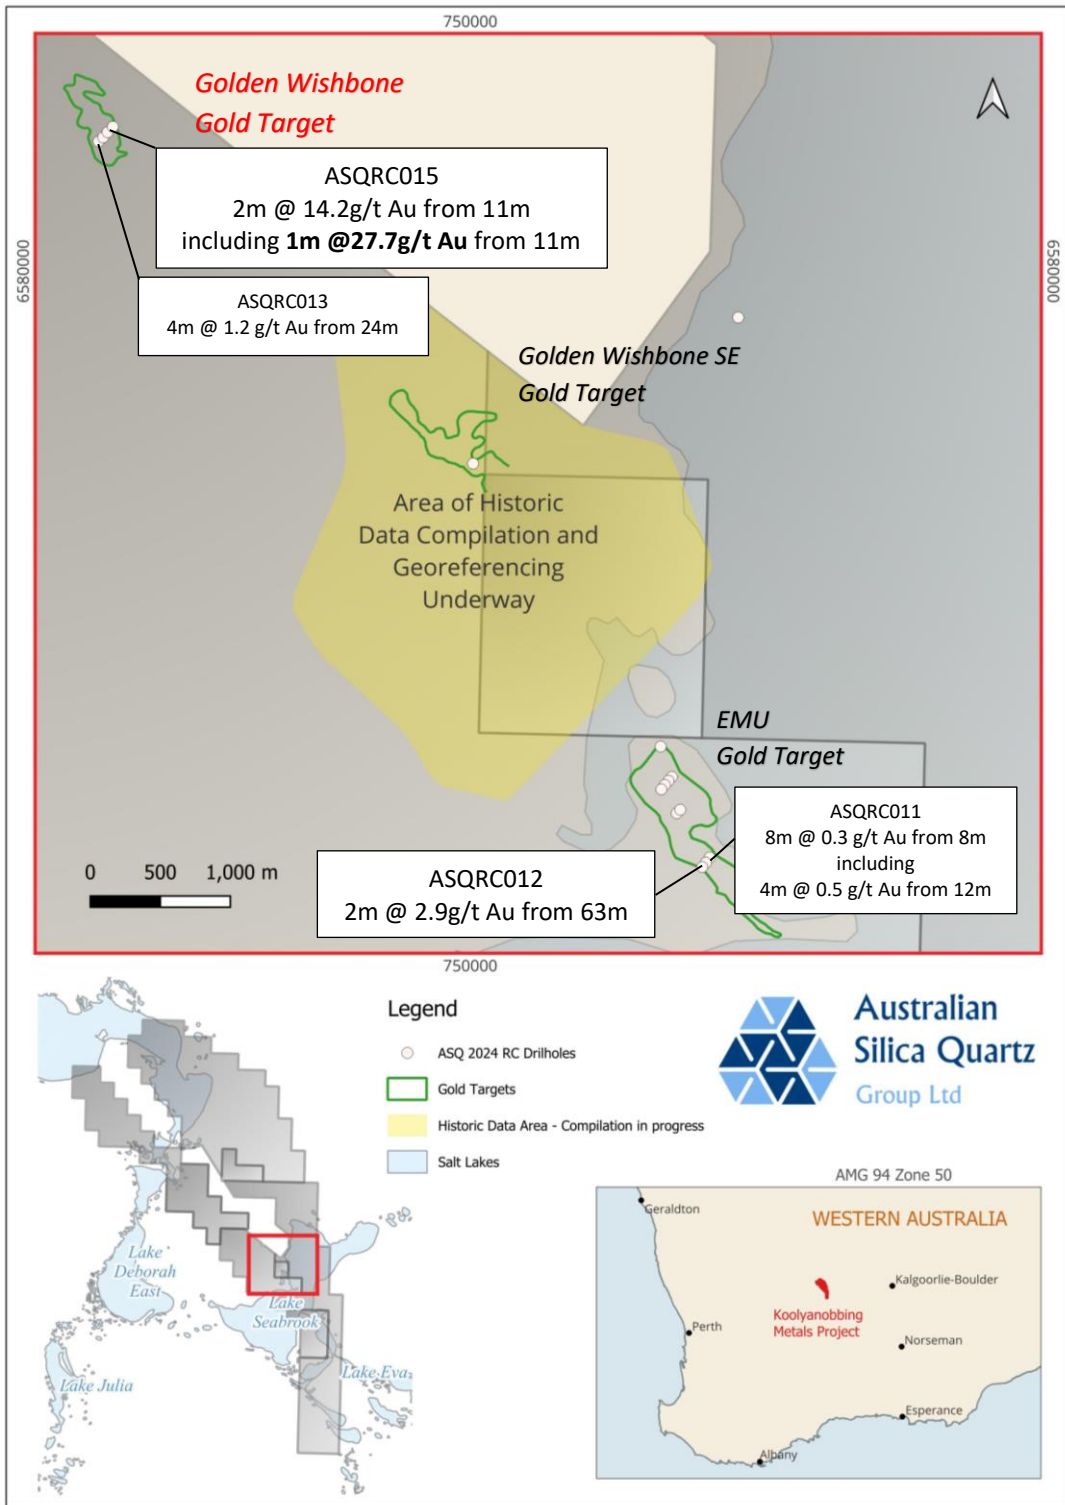 750000
Golden Wishbone
Gold Target
ASQRC015
2m @ 14.2g/t Au from 11m
including 1m @27.7g/t Au from 11m
6580000
6580000
ASQRC013
4m @ 1.2 g/t Au from 24m
Golden Wishbone SE
Gold Target
Area of Historic
Data Compilation and
Georeferencing
Underway
EMU
Gold Target
ASQRC011
8m @ 0.3 g/t Au from 8m
including
4m @ 0.5 g/t Au from 12m
0 500 1,000 m
ASQRC012
2m @ 2.9g/t Au from 63m
750000
Legend
ASQ 2024 RC Drilholes
Gold Targets
Historic Data Area - Compilation in progress
Salt Lakes
Australian
Silica Quartz
Group Ltd
Lake
Deborah
East
Lake
Seabrook
Lake Eva
Lake Julia
AMG 94 Zone 50
Geraldton
WESTERN AUSTRALIA
Kalgoorlie-Boulder
Koolyanobbing
Metals Project
Perth
Norseman
Esperance
Albany